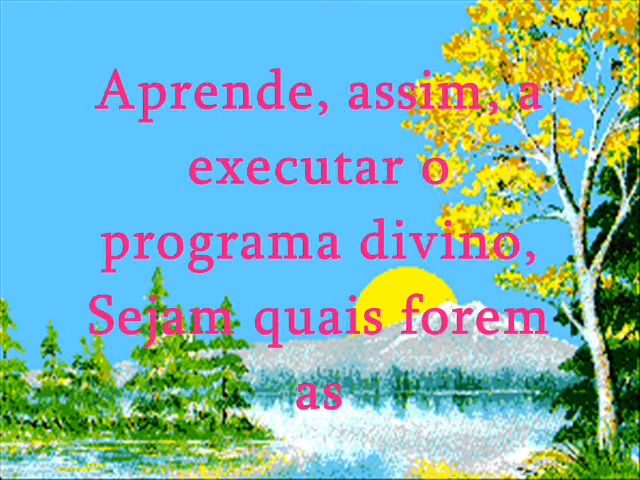 Aprende, assim, a
executar o
programa divino,
Sejam quais forem
as